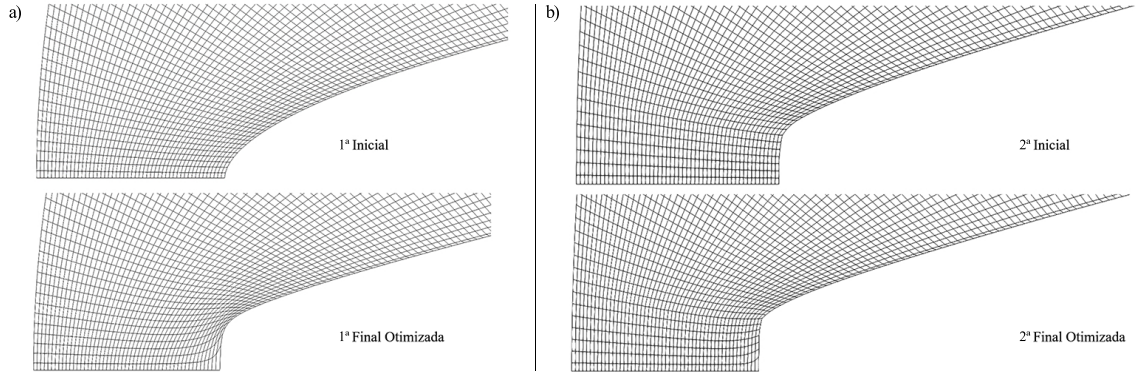 a)
1ª Inicial
1ª Final Otimizada
b)
2ª Inicial
2ª Final Otimizada